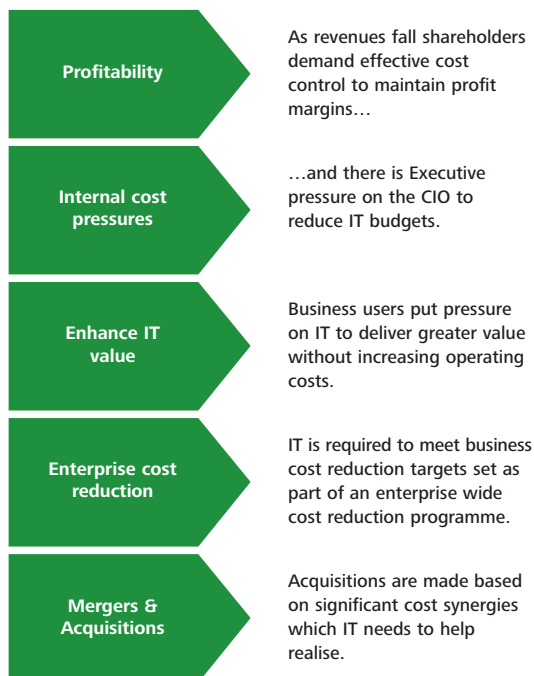 Profitability
As revenues fall shareholders
demand effective cost
control to maintain profit
margins…
Internal cost
pressures
…and there is Executive
pressure on the CIO to
reduce IT budgets.
Enhance IT
value
Business users put pressure
on IT to deliver greater value
without increasing operating
costs.
Enterprise cost
reduction
IT is required to meet business
cost reduction targets set as
part of an enterprise wide
cost reduction programme.
Mergers &
Acquisitions
Acquisitions are made based
on significant cost synergies
which IT needs to help
realise.